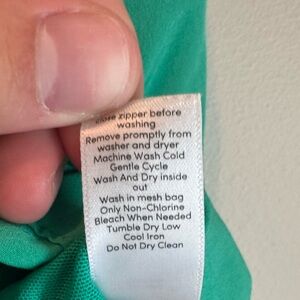 Close zipper before
washing
Remove promptly from
washer and dryer
Machine Wash Cold
Gentle Cycle
Wash And Dry inside
out
Wash in mesh bag
Only Non-Chlorine
Bleach When Needed
Tumble Dry Low
Cool Iron
Do Not Dry Clean